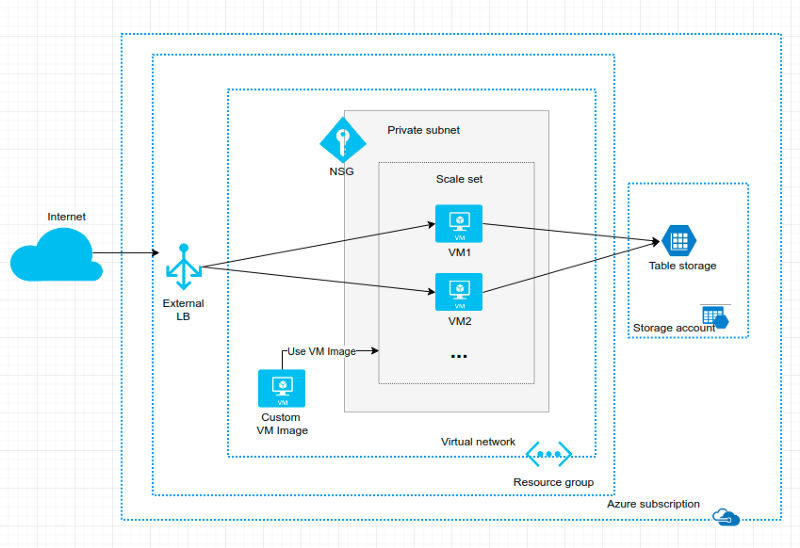 Private subnet
NSG
Scale set
Internet
VM
VM1
Table storage
External
LB
VM
VM2
Storage account
Use VM Image
...
VM
Custom
VM Image
Virtual network
Resource group
Azure subscription